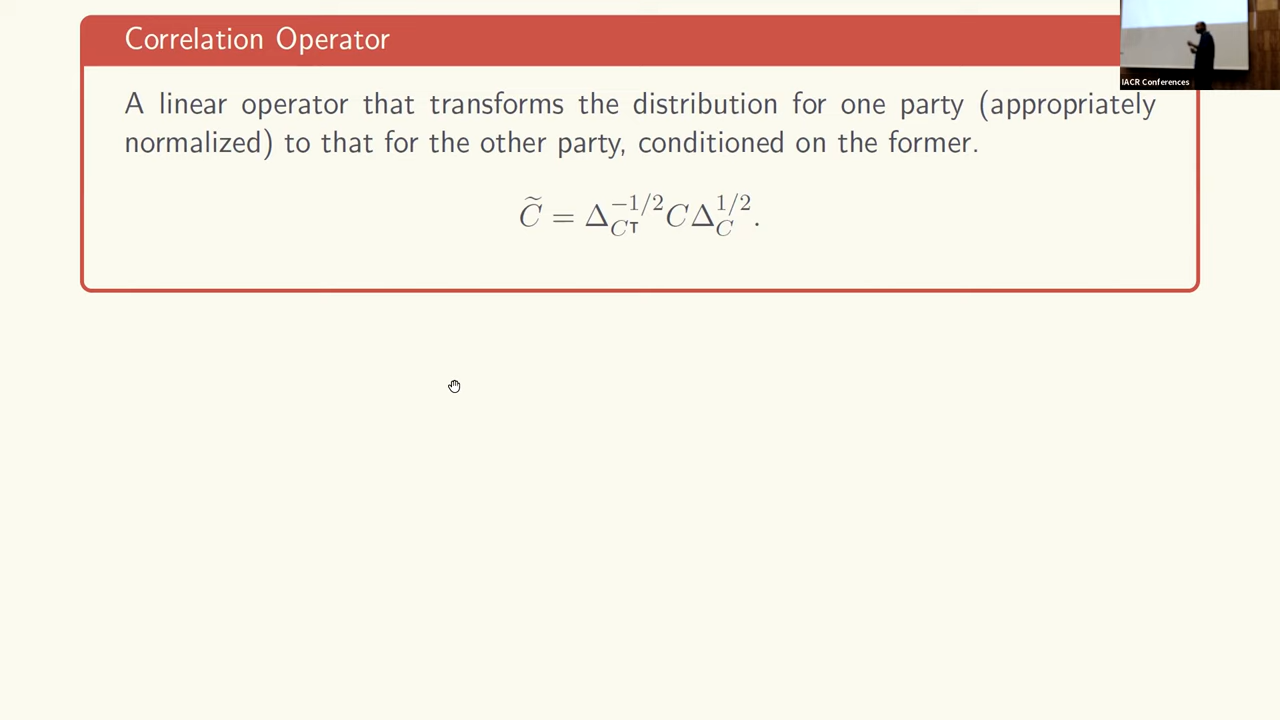 Correlation Operator
IACR Conferences
A linear operator that transforms the distribution for one party (appropriately
normalized) to that for the other party, conditioned on the former.
C̃ = Δ_{C^⊺}^{−1/2} C Δ_C^{1/2}.